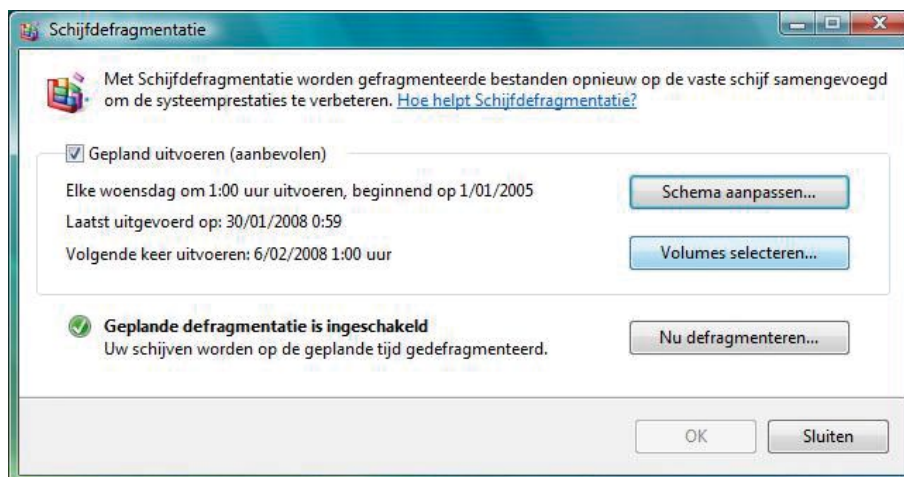 Schijfdefragmentatie
Met Schijfdefragmentatie worden gefragmenteerde bestanden opnieuw op de vaste schijf samengevoegd
om de systeemprestaties te verbeteren. Hoe helpt Schijfdefragmentatie?
Gepland uitvoeren (aanbevolen)
Elke woensdag om 1:00 uur uitvoeren, beginnend op 1/01/2005
Schema aanpassen...
Laatst uitgevoerd op: 30/01/2008 0:59
Volgende keer uitvoeren: 6/02/2008 1:00 uur
Volumes selecteren...
Geplande defragmentatie is ingeschakeld
Uw schijven worden op de geplande tijd gedefragmenteerd.
Nu defragmenteren...
OK
Sluiten